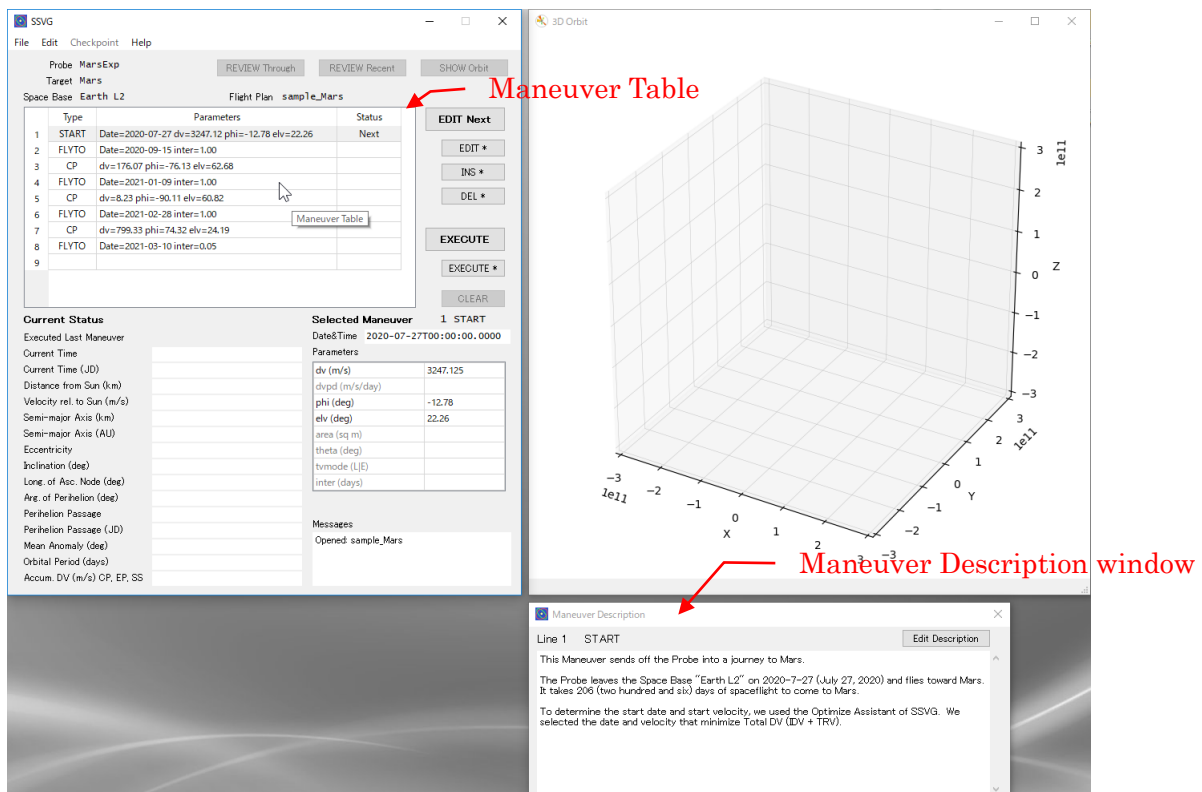 SSVG
File Edit Checkpoint Help
Probe MarsExp
REVIEW Through REVIEW Recent SHOW Orbit
Target Mars
Space Base Earth L2 Flight Plan sample_Mars
Maneuver Table
Type Parameters Status
1 START Date=2020-07-27 dv=3247.12 phi=-12.78 elv=22.26 Next
2 FLYTO Date=2020-09-15 inter=1.00
3 CP dv=176.07 phi=-76.13 elv=62.68
4 FLYTO Date=2021-01-09 inter=1.00
5 CP dv=8.23 phi=-90.11 elv=60.82
6 FLYTO Date=2021-02-28 inter=1.00
7 CP dv=799.33 phi=74.32 elv=24.19
8 FLYTO Date=2021-03-10 inter=0.05
9
Maneuver Table
EDIT Next
EDIT *
INS *
DEL *
EXECUTE
EXECUTE *
CLEAR
Current Status
Executed Last Maneuver
Current Time
Current Time (JD)
Distance from Sun (km)
Velocity rel. to Sun (m/s)
Semi-major Axis (km)
Semi-major Axis (AU)
Eccentricity
Inclination (deg)
Long. of Asc. Node (deg)
Arg. of Perihelion (deg)
Perihelion Passage
Perihelion Passage (JD)
Mean Anomaly (deg)
Orbital Period (days)
Accum. DV (m/s) CP, EP, SS
Selected Maneuver 1 START
Date&Time 2020-07-27T00:00:00.0000
Parameters
dv (m/s) 3247.125
dvpd (m/s/day)
phi (deg) -12.78
elv (deg) 22.26
area (sq m)
theta (deg)
tvmode (L|E)
inter (days)
Messages
Opened: sample_Mars
3D Orbit
3
1e11
2
1
0
Z
−1
−2
−3
3
1e11
2
1
0
Y
−1
−2
−3
−3
1e11
−2
−1
0
X
1
2
3
Maneuver Description window
Maneuver Description
Line 1 START Edit Description
This Maneuver sends off the Probe into a journey to Mars.
The Probe leaves the Space Base "Earth L2" on 2020-7-27 (July 27, 2020) and flies toward Mars.
It takes 206 (two hundred and six) days of spaceflight to come to Mars.
To determine the start date and start velocity, we used the Optimize Assistant of SSVG. We
selected the date and velocity that minimize Total DV (IDV + TRV).